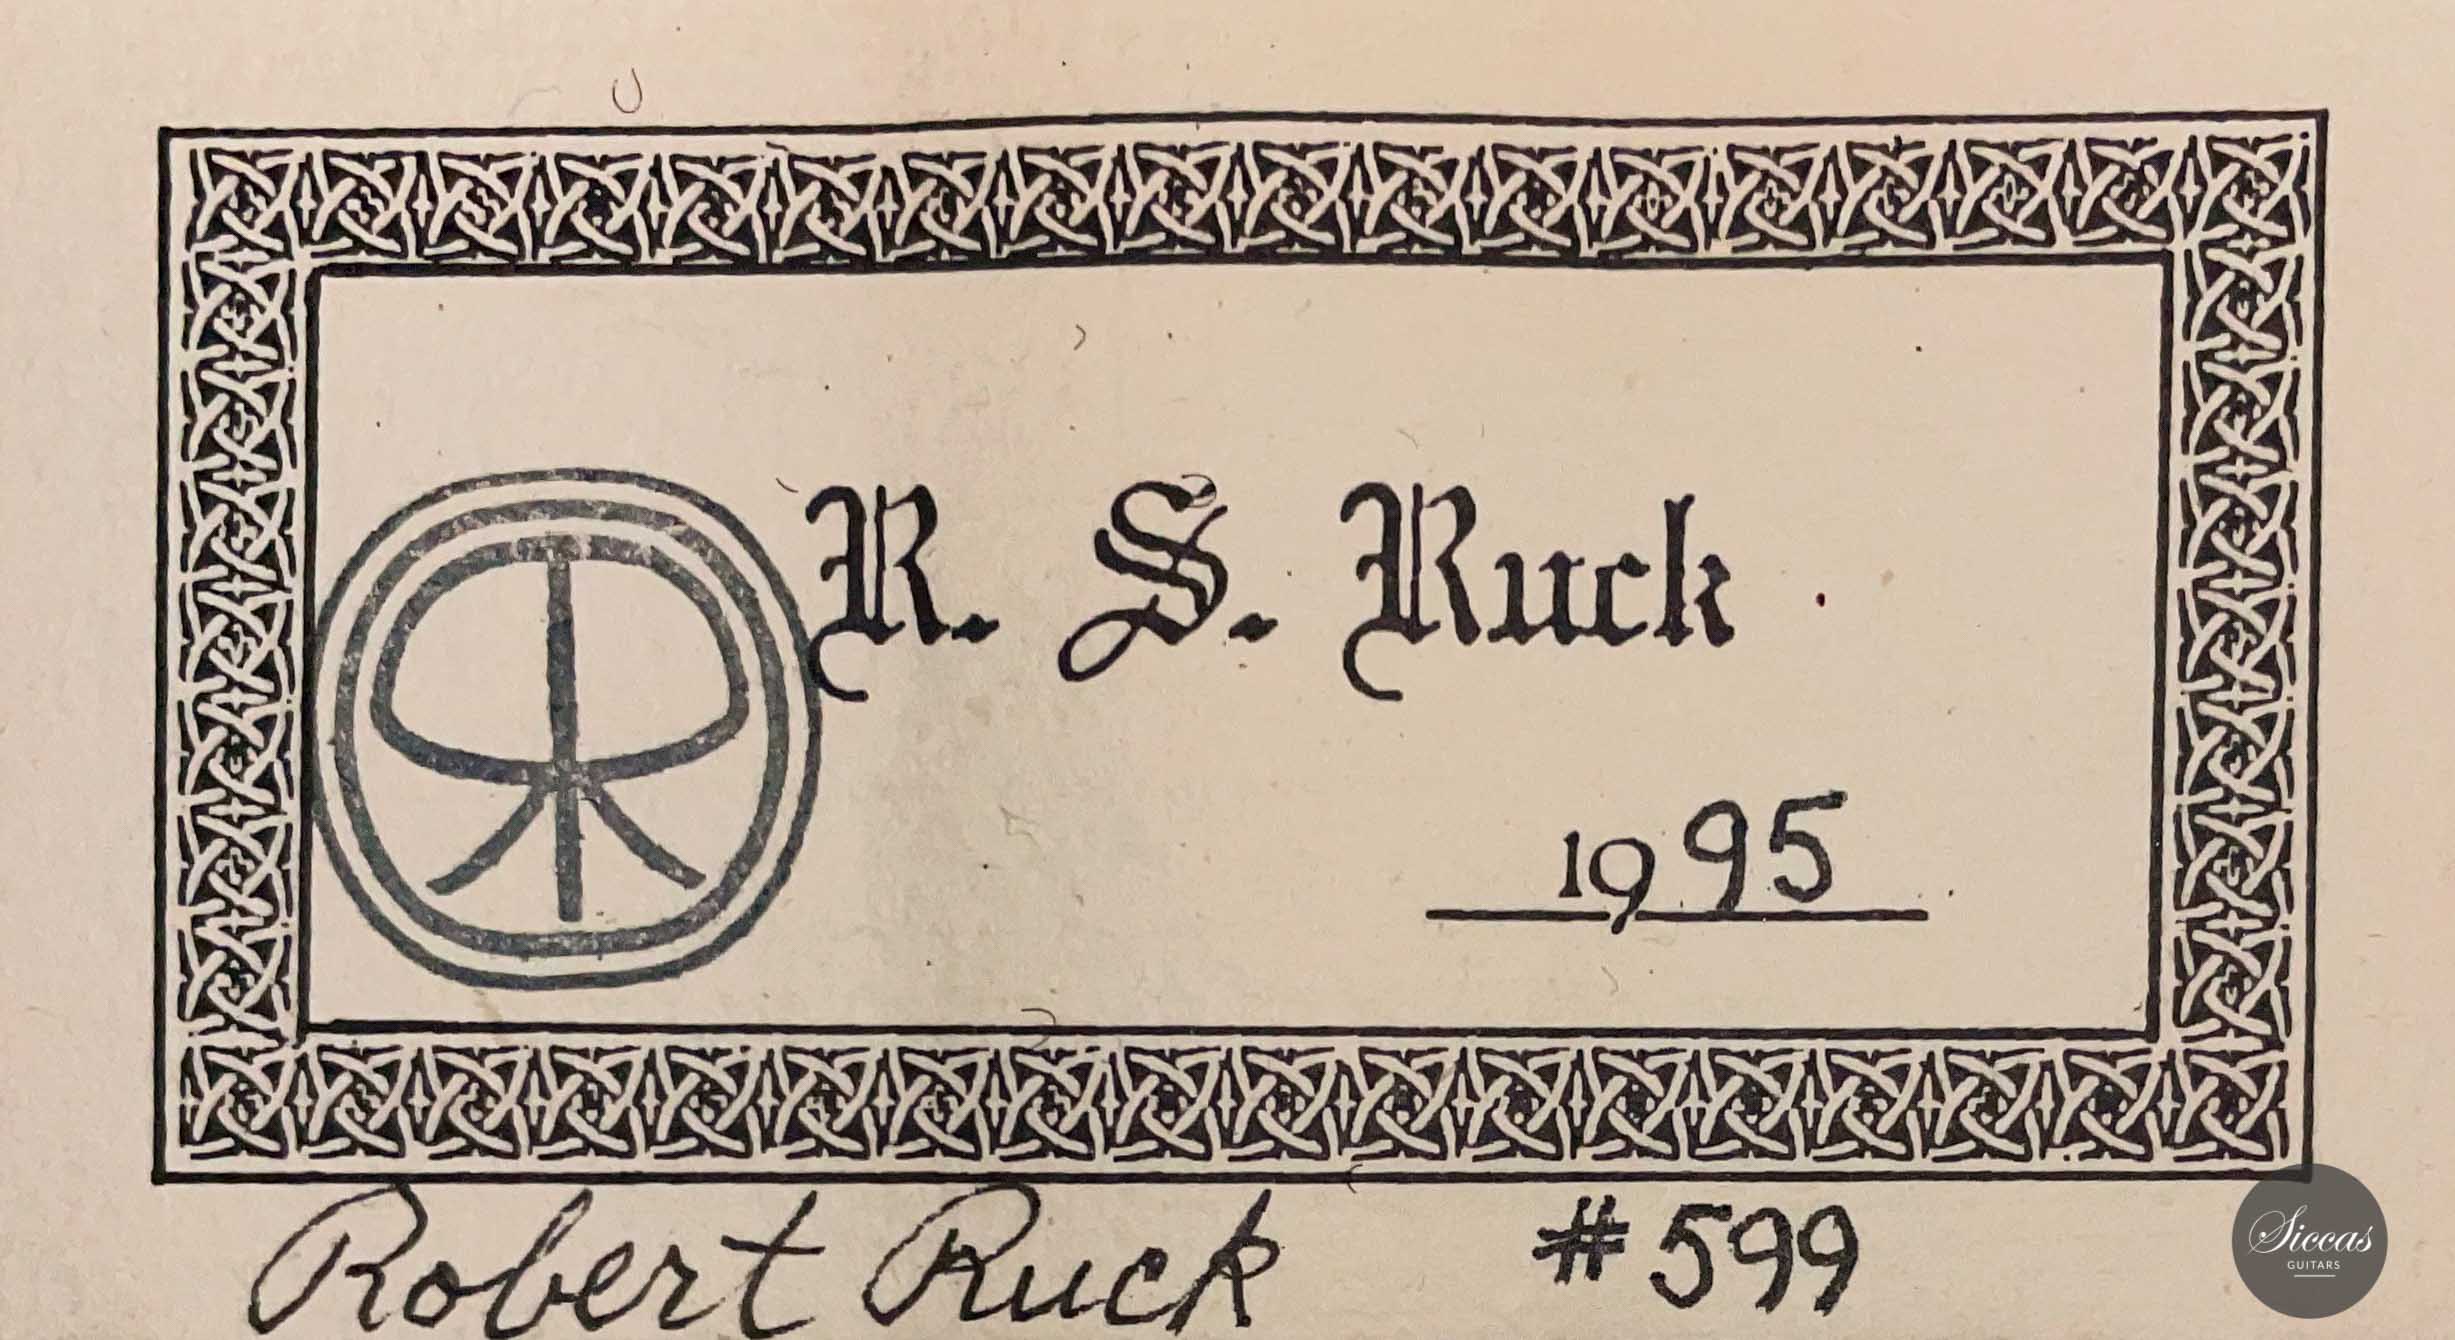 R. S. Ruck
1995
Robert Ruck #599
Siccas
GUITARS